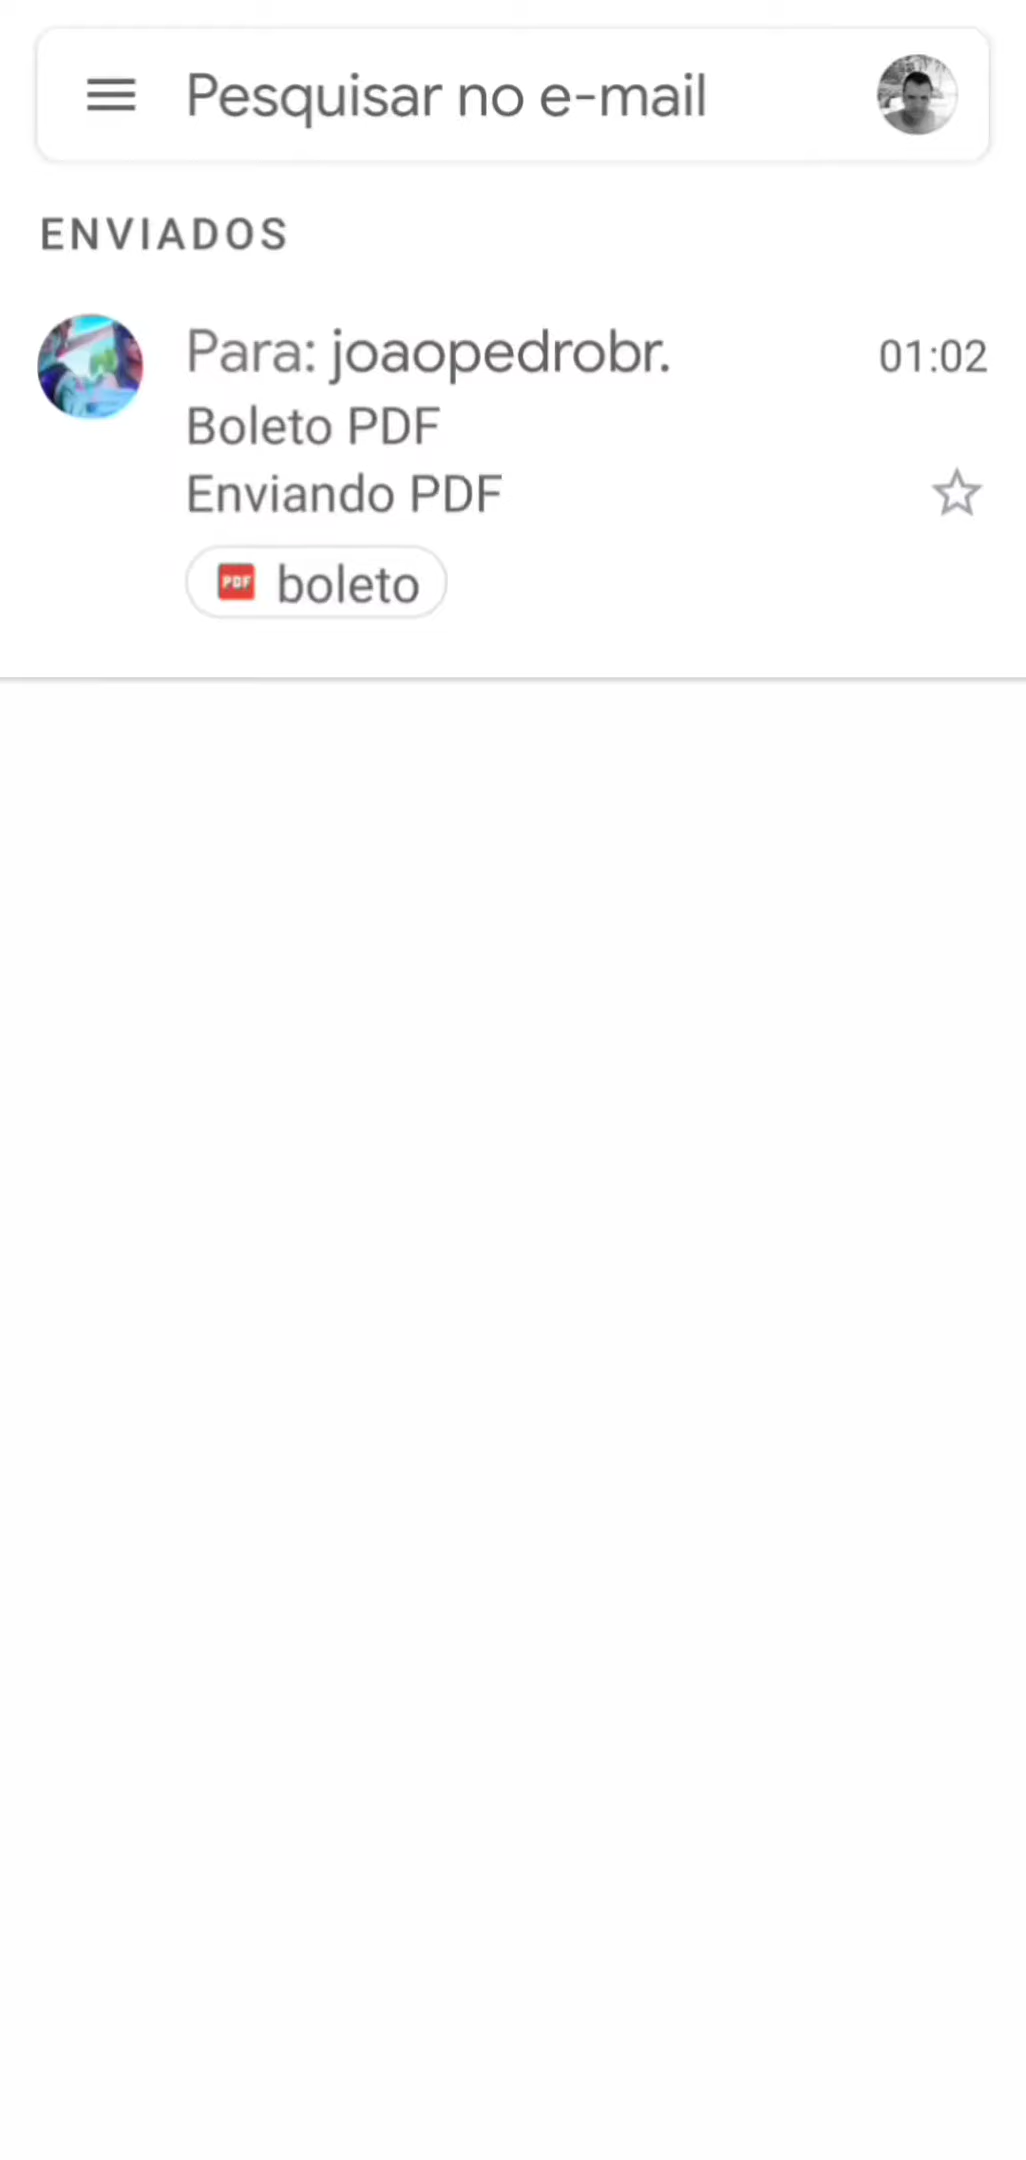 Pesquisar no e-mail
ENVIADOS
Para: joaopedrobr.
01:02
Boleto PDF
Enviando PDF
PDF boleto